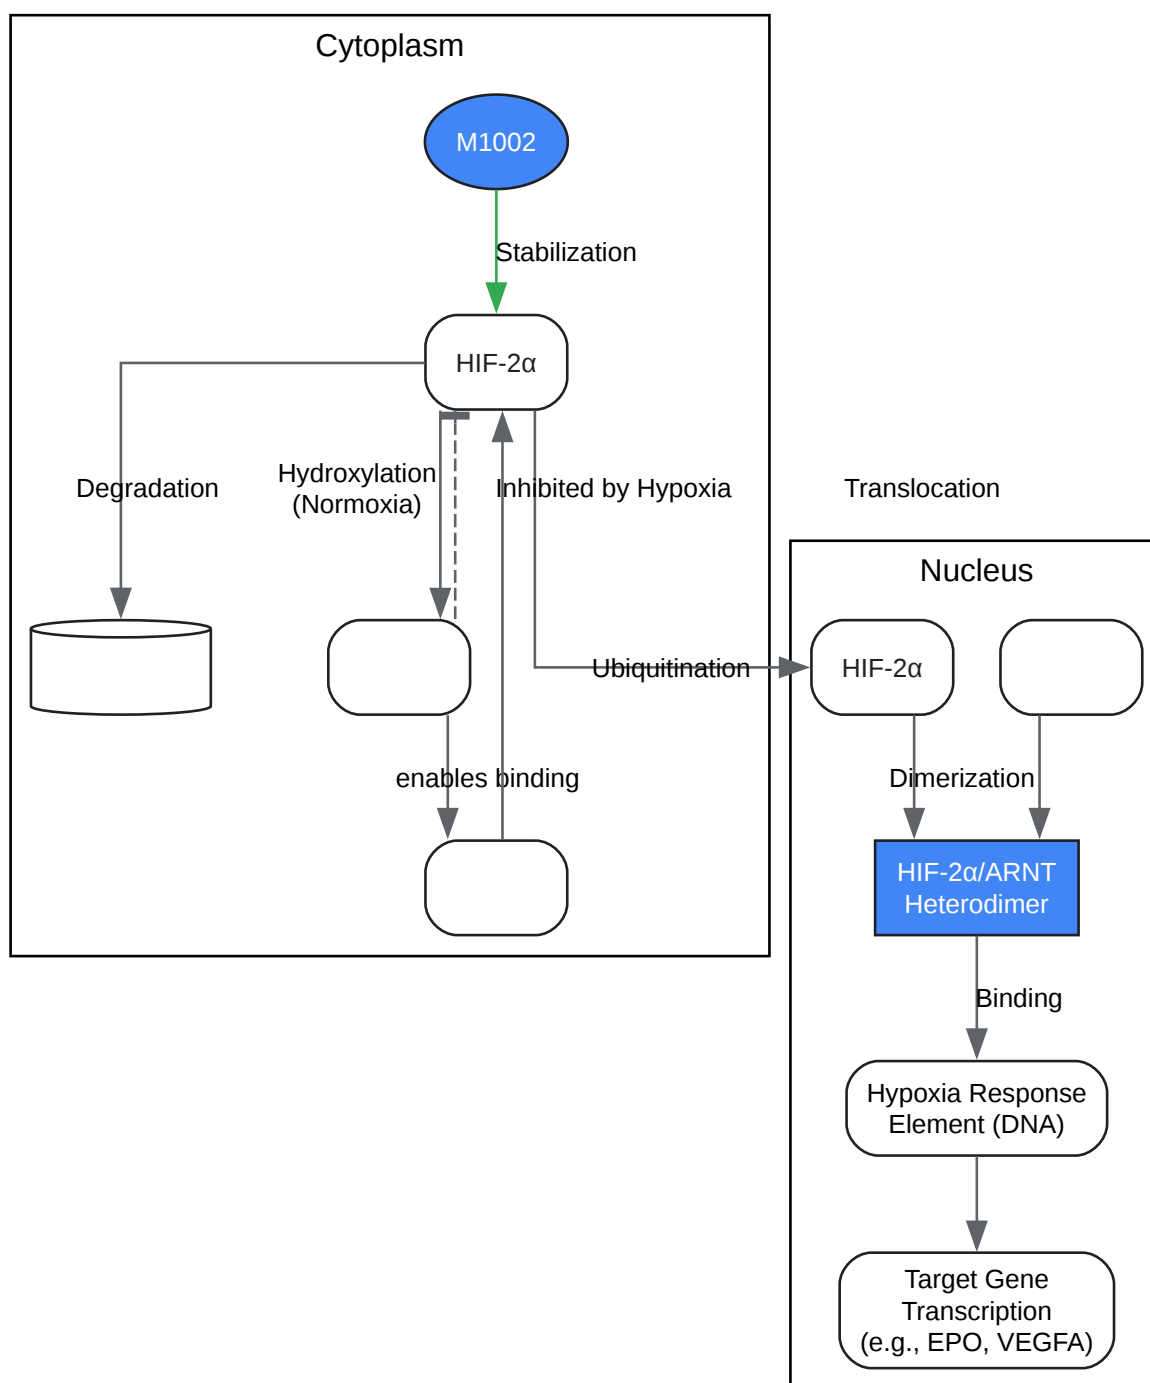 Cytoplasm
M1002
Stabilization
HIF-2α
Degradation
Hydroxylation
(Normoxia)
Inhibited by Hypoxia
Translocation
Nucleus
Ubiquitination
HIF-2α
enables binding
Dimerization
HIF-2α/ARNT
Heterodimer
Binding
Hypoxia Response
Element (DNA)
Target Gene
Transcription
(e.g., EPO, VEGFA)